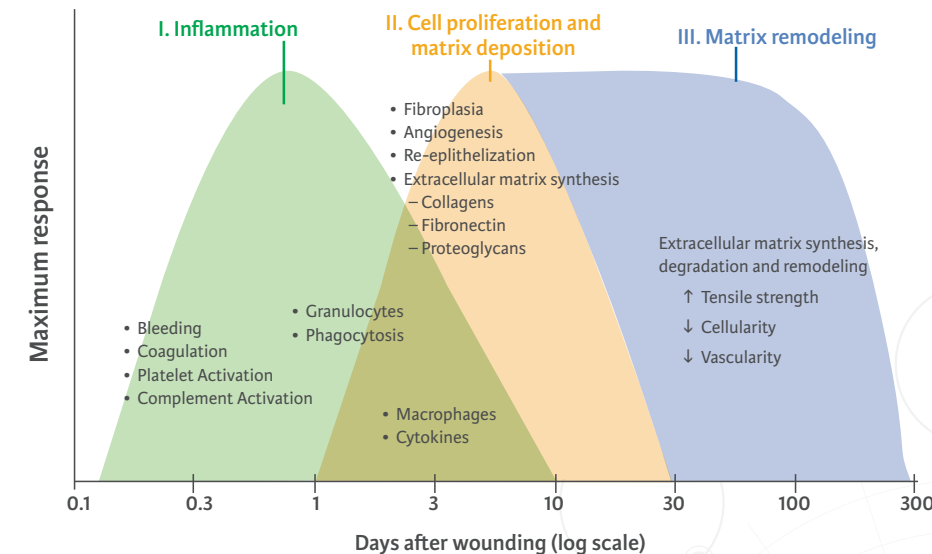 I. Inflammation
II. Cell proliferation and
matrix deposition
III. Matrix remodeling
Maximum response
• Fibroplasia
• Angiogenesis
• Re-epithelization
• Extracellular matrix synthesis
– Collagens
– Fibronectin
– Proteoglycans
Extracellular matrix synthesis,
degradation and remodeling
↑ Tensile strength
↓ Cellularity
↓ Vascularity
• Granulocytes
• Phagocytosis
• Bleeding
• Coagulation
• Platelet Activation
• Complement Activation
• Macrophages
• Cytokines
0.1 0.3 1 3 10 30 100 300
Days after wounding (log scale)